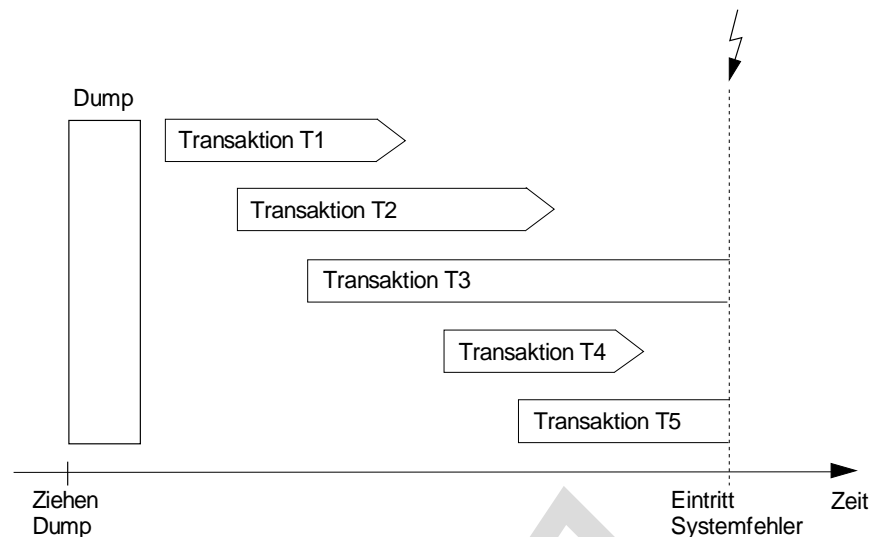 Dump
Transaktion T1
Transaktion T2
Transaktion T3
Transaktion T4
Transaktion T5
Ziehen
Dump
Eintritt
Systemfehler
Zeit